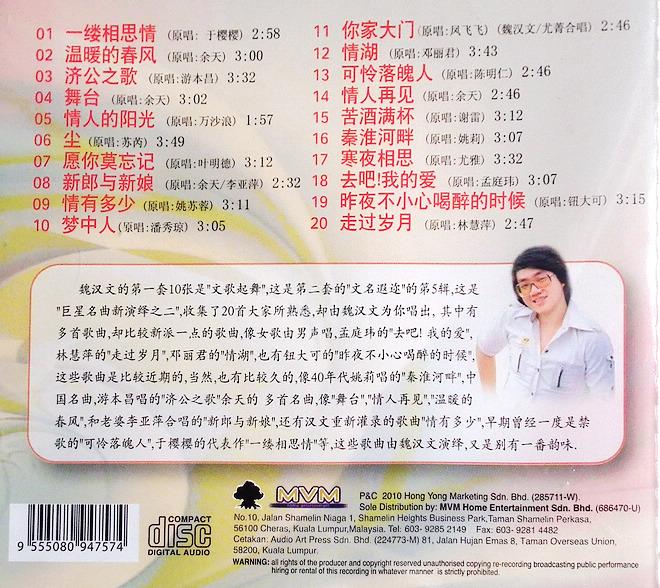 01 一缕相思情 (原唱: 于樱樱) 2:58
02 温暖的春风 (原唱:余天) 3:00
03 济公之歌 (原唱:游本昌) 3:32
04 舞台 (原唱:余天) 3:02
05 情人的阳光 (原唱:万沙浪) 1:57
06 尘 (原唱:苏芮) 3:49
07 愿你莫忘记 (原唱:叶明德) 3:12
08 新郎与新娘 (原唱:余天/李亚萍) 2:32
09 情有多少 (原唱:姚苏蓉) 3:11
10 梦中人 (原唱:潘秀琼) 3:05
11 你家大门 (原唱:凤飞飞) (魏汉文/尤菁合唱) 2:46
12 情湖 (原唱:邓丽君) 3:43
13 可怜落魄人 (原唱:陈明仁) 2:46
14 情人再见 (原唱:余天) 2:46
15 苦酒满杯 (原唱:谢雷) 3:12
16 秦淮河畔 (原唱:姚莉) 3:07
17 寒夜相思 (原唱:尤雅) 3:32
18 去吧!我的爱 (原唱:孟庭玮) 3:07
19 昨夜不小心喝醉的时候 (原唱:钮大可) 3:15
20 走过岁月 (原唱:林慧萍) 2:47
魏汉文的第一套10张是"文歌起舞",这是第二套的"文名遐迩"的第5辑,这是
"巨星名曲新演绎之二",收集了20首大家所熟悉,却由魏汉文为你唱出,其中有
多首歌曲,却比较新派一点的歌曲,像女歌由男声唱,孟庭玮的"去吧! 我的爱",
林慧萍的"走过岁月",邓丽君的"情湖",也有钮大可的"昨夜不小心喝醉的时候",
这些歌曲是比较近期的,当然,也有比较久的,像40年代姚莉唱的"秦淮河畔",中
国名曲,游本昌唱的"济公之歌"余天的 多首名曲,像"舞台","情人再见","温暖的
春风",和老婆李亚萍合唱的"新郎与新娘",还有汉文重新灌录的歌曲"情有多少",早期曾经一度是禁
歌的"可怜落魄人",于樱樱的代表作"一缕相思情"等,这些歌曲由魏汉文演绎,又是别有一番韵味.
9 555080 947574
COMPACT
disc
DIGITAL AUDIO
MVM
P&C 2010 Hong Yong Marketing Sdn. Bhd. (285711-W).
Sole Distribution by: MVM Home Entertainment Sdn. Bhd. (686470-U)
No.10, Jalan Shamelin Niaga 1, Shamelin Heights Business Park,Taman Shamelin Perkasa,
56100 Cheras, Kuala Lumpur,Malaysia. Tel: 603- 9285 2149 Fax: 603- 9281 4482
Cetakan: Audio Art Press Sdn. Bhd. (224773-M) 81, Jalan Hujan Emas 8, Taman Overseas Union,
58200, Kuala Lumpur.
WARNING: all rights of the producer and copyright reserved unauthorised copying re-recording broadcasting public performance
hiring or rental of this recording in whatever manner is strictly prohibited.